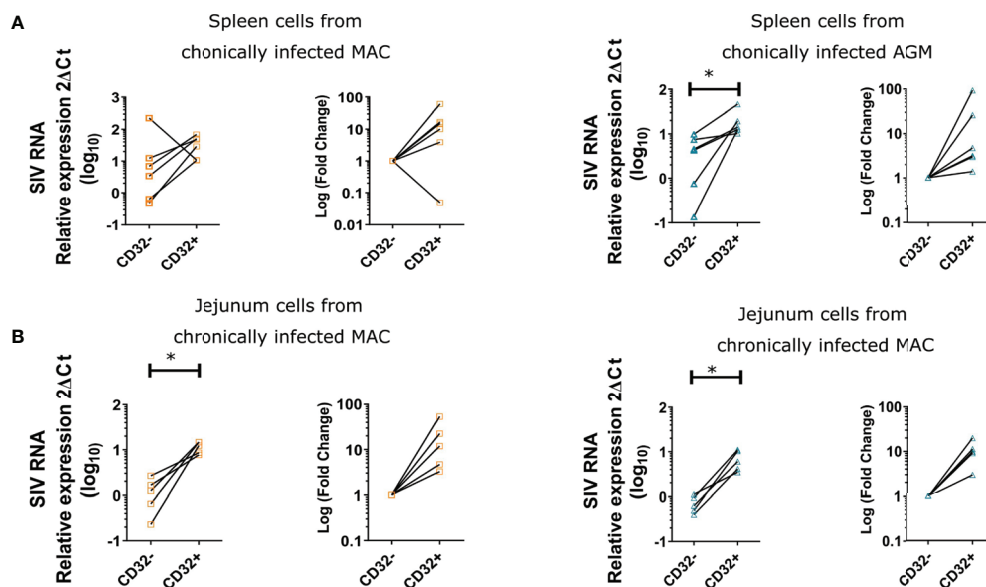 A
Spleen cells from
chonically infected MAC
SIV RNA
Relative expression 2ΔCt
(log10)
3
2
1
0
-1
CD32-
CD32+
Log (Fold Change)
100
10
1
0.1
0.01
CD32-
CD32+
Spleen cells from
chonically infected AGM
SIV RNA
Relative expression 2ΔCt
(log10)
*
2
1
0
-1
CD32-
CD32+
Log (Fold Change)
100
10
1
0.1
CD32-
CD32+
B
Jejunum cells from
chronically infected MAC
SIV RNA
Relative expression 2ΔCt
(log10)
*
2
1
0
-1
CD32-
CD32+
Log (Fold Change)
100
10
1
0.1
CD32-
CD32+
Jejunum cells from
chronically infected MAC
SIV RNA
Relative expression 2ΔCt
(log10)
*
2
1
0
-1
CD32-
CD32+
Log (Fold Change)
100
10
1
0.1
CD32-
CD32+